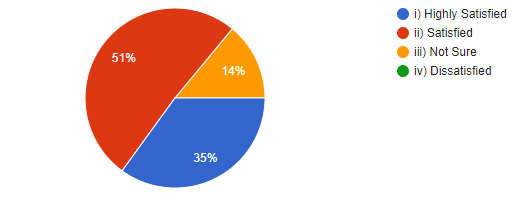 51%
14%
35%
i) Highly Satisfied
ii) Satisfied
iii) Not Sure
iv) Dissatisfied